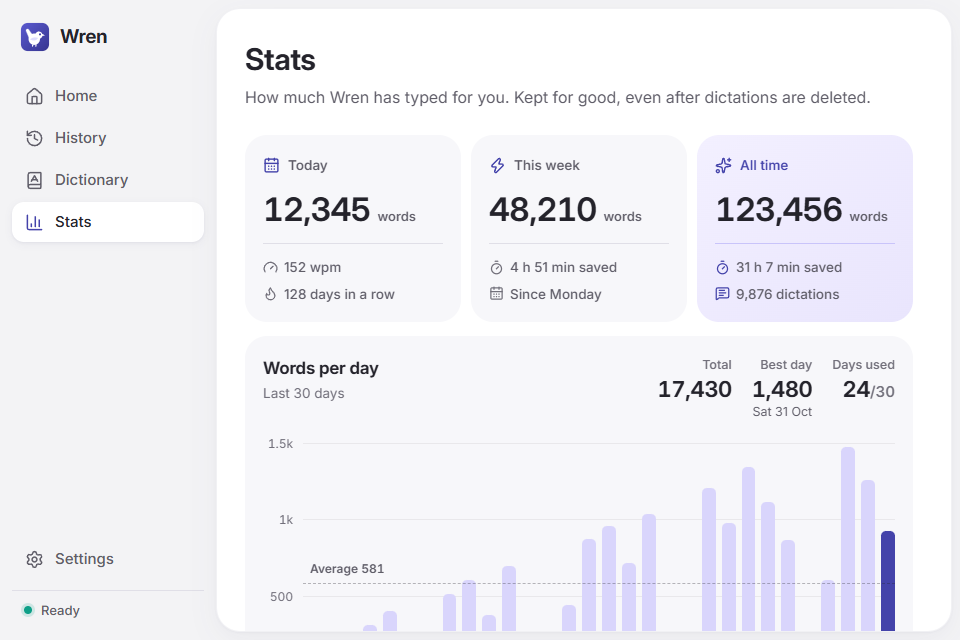 Wren
Home
History
Dictionary
Stats
Settings
Ready
Stats
How much Wren has typed for you. Kept for good, even after dictations are deleted.
Today
12,345 words
152 wpm
128 days in a row
This week
48,210 words
4 h 51 min saved
Since Monday
All time
123,456 words
31 h 7 min saved
9,876 dictations
Words per day
Last 30 days
Total
17,430
Best day
1,480
Sat 31 Oct
Days used
24/30
1.5k
1k
Average 581
500